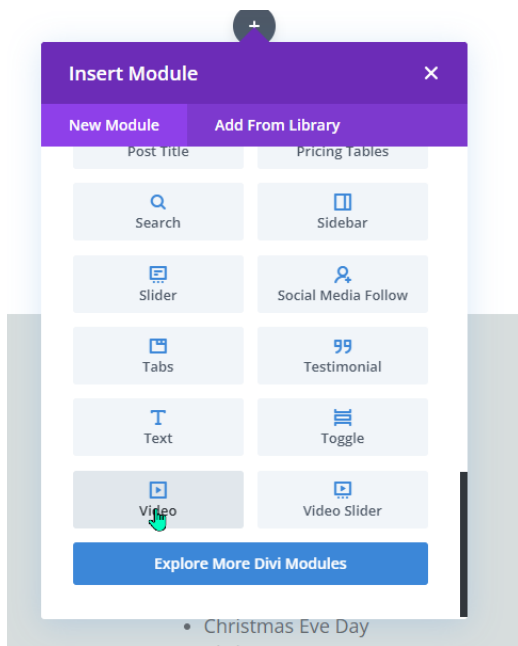 +
Insert Module
New Module Add From Library
Post Title Pricing Tables
Search Sidebar
Slider Social Media Follow
Tabs Testimonial
Text Toggle
Video Video Slider
Explore More Divi Modules
• Christmas Eve Day